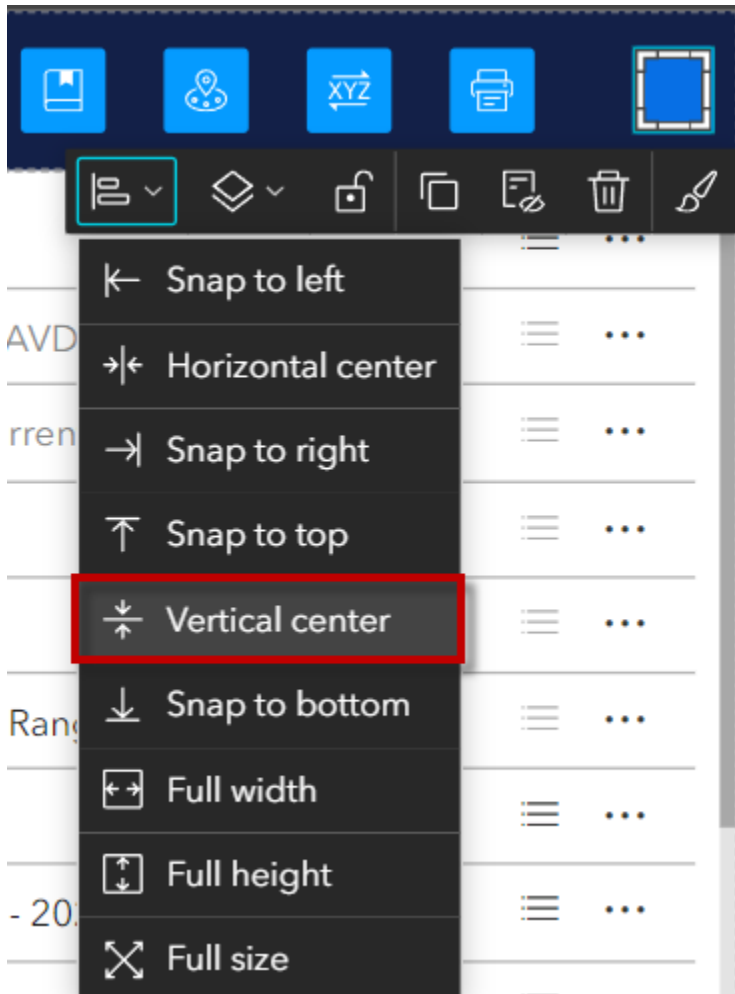 XYZ
Snap to left
AVD
Horizontal center
rren
Snap to right
Snap to top
Vertical center
Snap to bottom
Full width
Full height
- 20
Full size